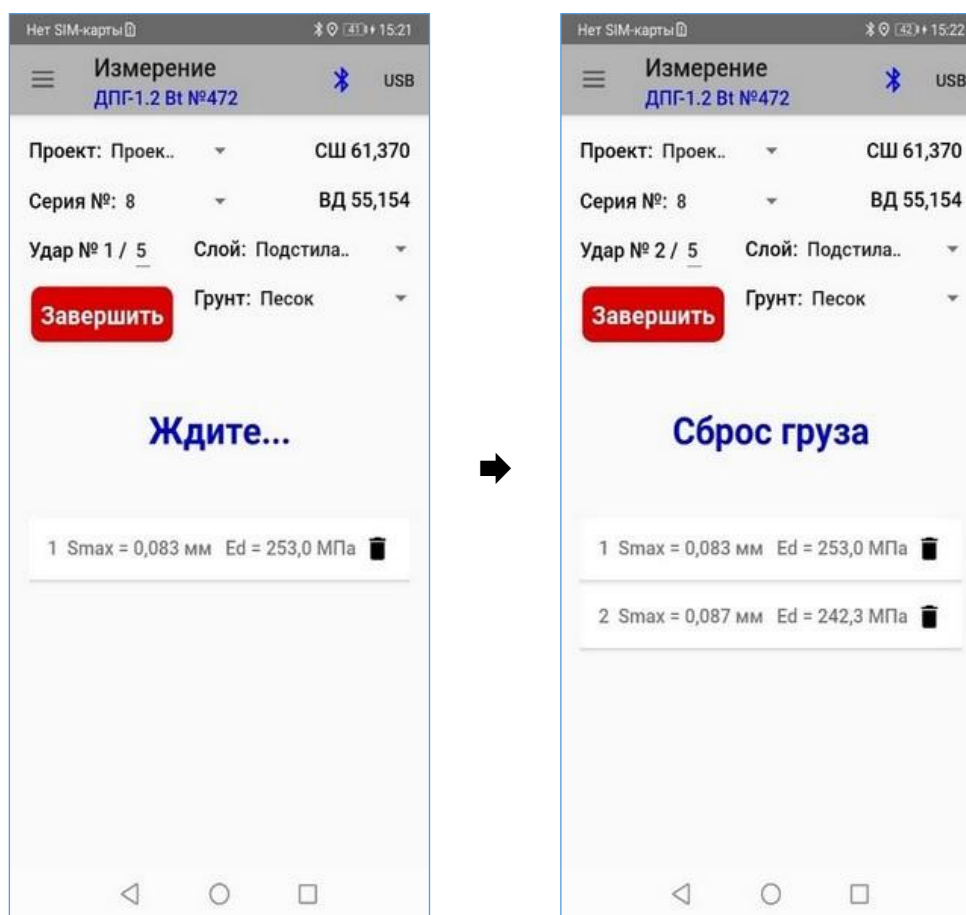 Нет SIM-карты 41 15:21
Измерение
ДПГ-1.2 Bt №472
USB
Проект: Проек.. СШ 61,370
Серия №: 8 ВД 55,154
Удар № 1 / 5 Слой: Подстила..
Завершить Грунт: Песок
Ждите...
1 Smax = 0,083 мм Ed = 253,0 МПа
Нет SIM-карты 42 15:22
Измерение
ДПГ-1.2 Bt №472
USB
Проект: Проек.. СШ 61,370
Серия №: 8 ВД 55,154
Удар № 2 / 5 Слой: Подстила..
Завершить Грунт: Песок
Сброс груза
1 Smax = 0,083 мм Ed = 253,0 МПа
2 Smax = 0,087 мм Ed = 242,3 МПа